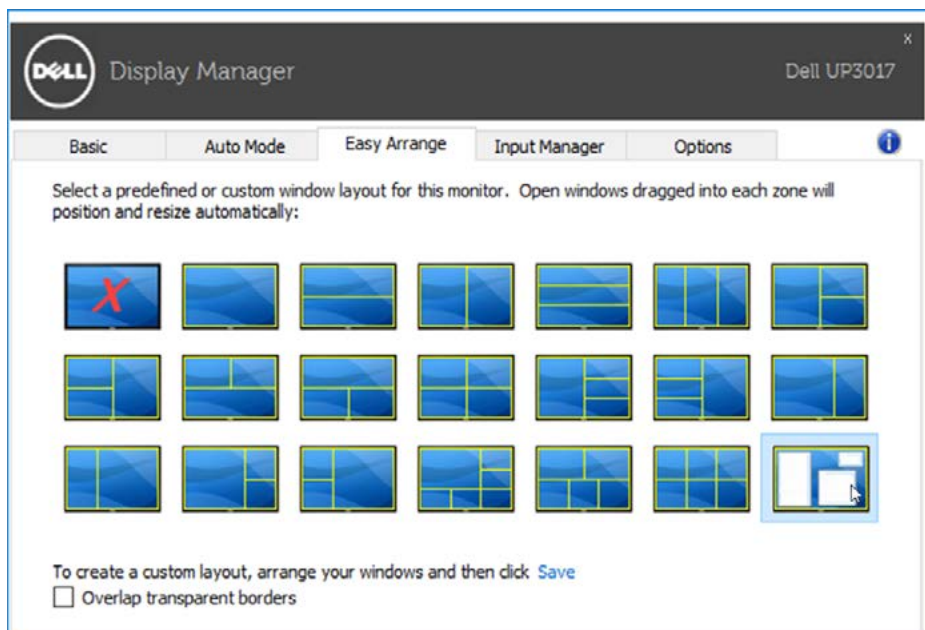 x
DELL Display Manager Dell UP3017
Basic Auto Mode Easy Arrange Input Manager Options i
Select a predefined or custom window layout for this monitor. Open windows dragged into each zone will
position and resize automatically:
X
To create a custom layout, arrange your windows and then click Save
Overlap transparent borders